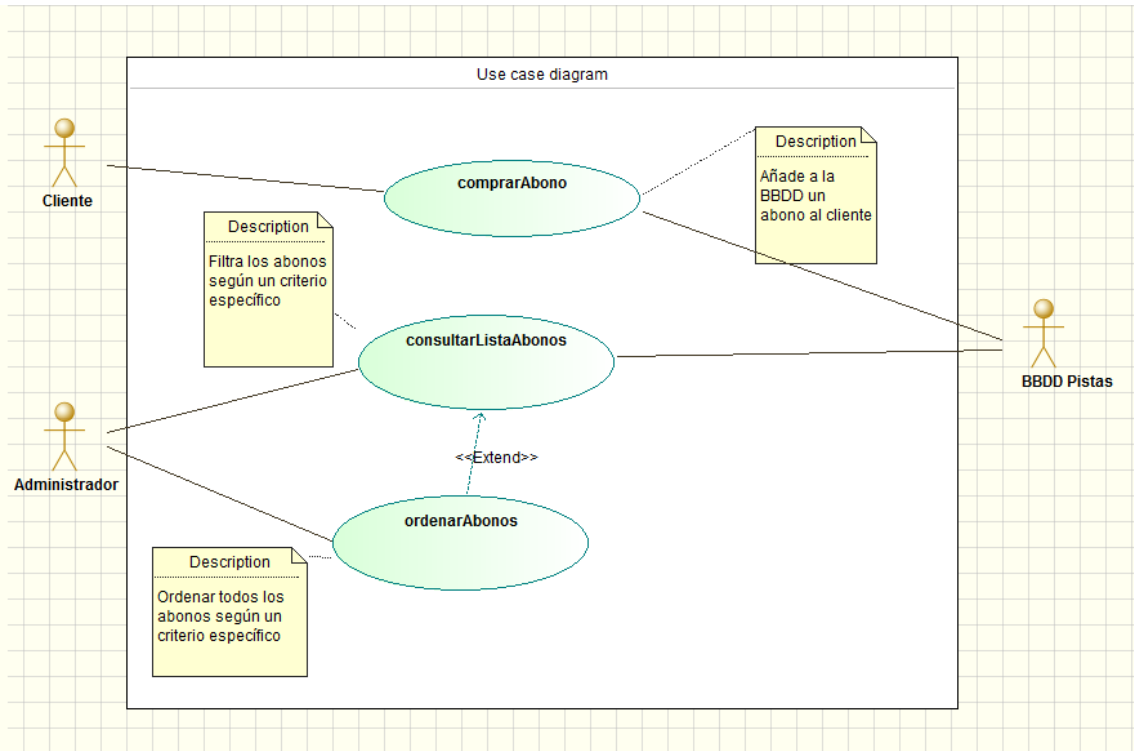 Use case diagram
Cliente
comprarAbono
Description
Añade a la
BBDD un
abono al cliente
Description
Filtra los abonos
según un criterio
específico
consultarListaAbonos
BBDD Pistas
Administrador
<<Extend>>
ordenarAbonos
Description
Ordenar todos los
abonos según un
criterio específico